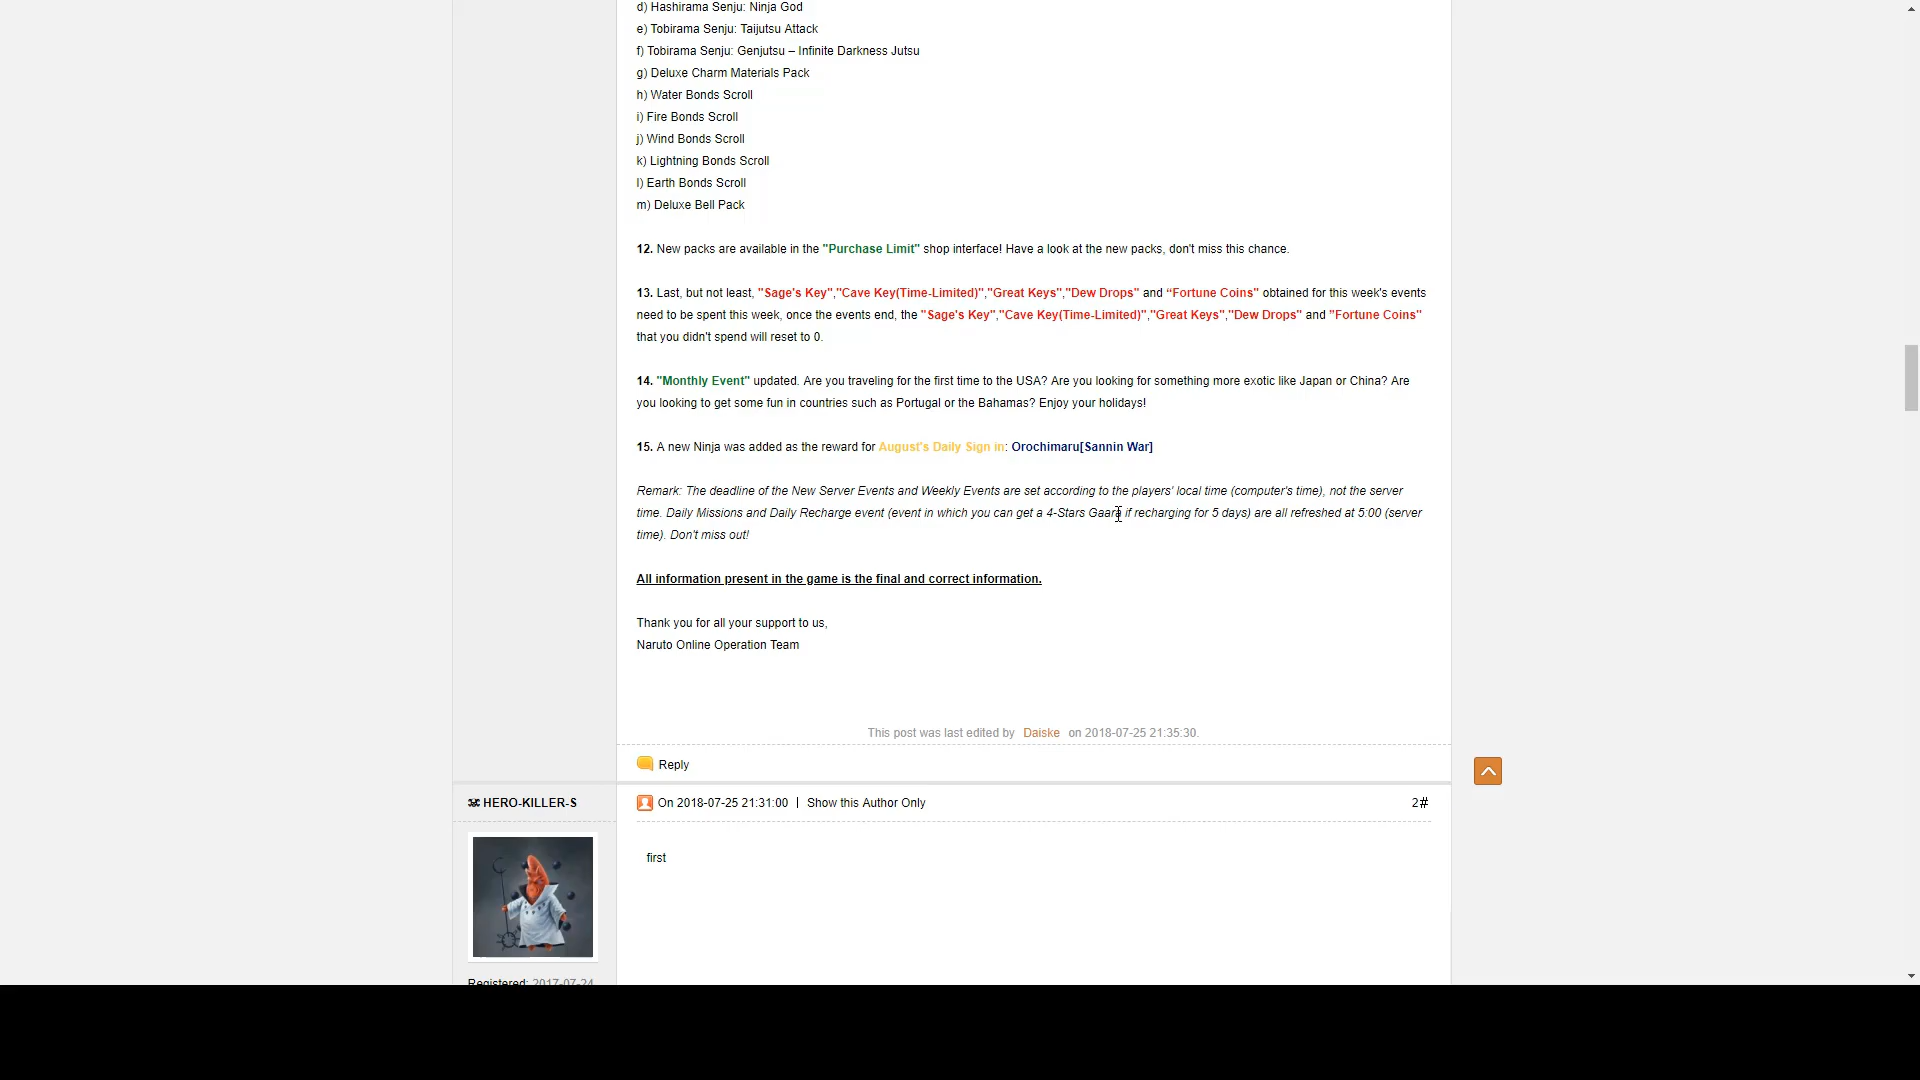 d) Hashirama Senju: Ninja God
e) Tobirama Senju: Taijutsu Attack
f) Tobirama Senju: Genjutsu – Infinite Darkness Jutsu
g) Deluxe Charm Materials Pack
h) Water Bonds Scroll
i) Fire Bonds Scroll
j) Wind Bonds Scroll
k) Lightning Bonds Scroll
l) Earth Bonds Scroll
m) Deluxe Bell Pack
12. New packs are available in the "Purchase Limit" shop interface! Have a look at the new packs, don't miss this chance.
13. Last, but not least, "Sage's Key","Cave Key(Time-Limited)","Great Keys","Dew Drops" and “Fortune Coins" obtained for this week's events
need to be spent this week, once the events end, the "Sage's Key","Cave Key(Time-Limited)","Great Keys","Dew Drops" and "Fortune Coins"
that you didn't spend will reset to 0.
14. "Monthly Event" updated. Are you traveling for the first time to the USA? Are you looking for something more exotic like Japan or China? Are
you looking to get some fun in countries such as Portugal or the Bahamas? Enjoy your holidays!
15. A new Ninja was added as the reward for August's Daily Sign in: Orochimaru[Sannin War]
Remark: The deadline of the New Server Events and Weekly Events are set according to the players' local time (computer's time), not the server
time. Daily Missions and Daily Recharge event (event in which you can get a 4-Stars Gaara if recharging for 5 days) are all refreshed at 5:00 (server
time). Don't miss out!
All information present in the game is the final and correct information.
Thank you for all your support to us,
Naruto Online Operation Team
This post was last edited by Daiske on 2018-07-25 21:35:30.
Reply
HERO-KILLER-S
On 2018-07-25 21:31:00 | Show this Author Only
2#
first
Registered: 2017-07-24